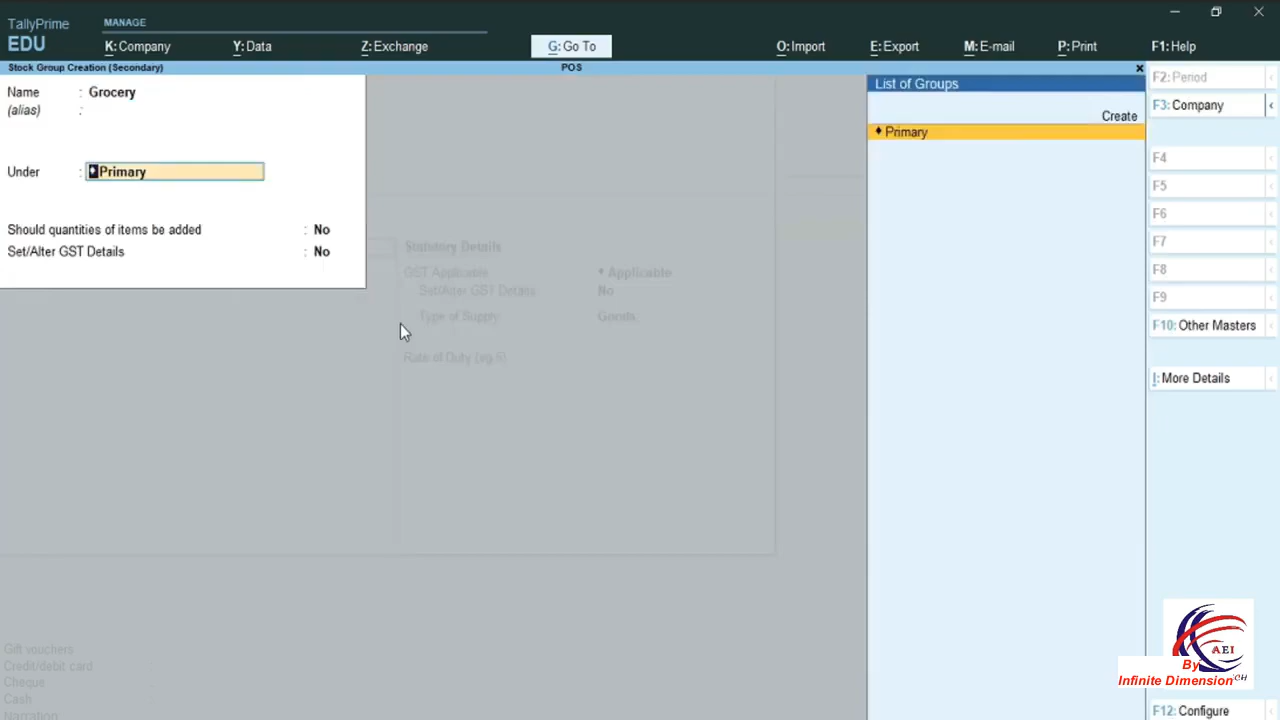 TallyPrime
EDU
MANAGE
K: Company
Y: Data
Z: Exchange
G: Go To
O: Import
E: Export
M: E-mail
P: Print
F1: Help
Stock Group Creation (Secondary)
POS
Name : Grocery
(alias) :
Under : ♦ Primary
Should quantities of items be added : No
Set/Alter GST Details : No
Statutory Details
GST Applicable ♦ Applicable
Set/Alter GST Details No
Type of Supply Goods
Rate of Duty (eg 5)
Gift vouchers
Credit/debit card
Cheque
Cash
Narration
List of Groups
Create
♦ Primary
F2: Period
F3: Company
F4
F5
F6
F7
F8
F9
F10: Other Masters
I: More Details
F12: Configure
AEI
By
Infinite Dimension